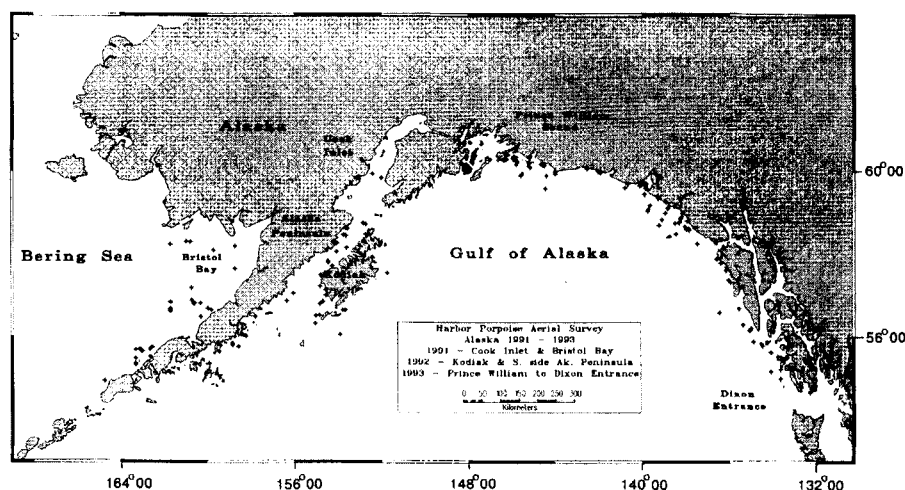 Alaska
Cook
Inlet
Prince William
Sound
60°00
Alaska
Peninsula
Bering Sea
Bristol
Bay
Gulf of Alaska
Kodiak
56°00
Harbor Porpoise Aerial Survey
Alaska 1991 - 1993
1991 - Cook Inlet & Bristol Bay
1992 - Kodiak & S. side Ak. Peninsula
1993 - Prince William to Dixon Entrance
0 50 100 150 200 250 300
Kilometers
Dixon
Entrance
164°00
156°00
148°00
140°00
132°00